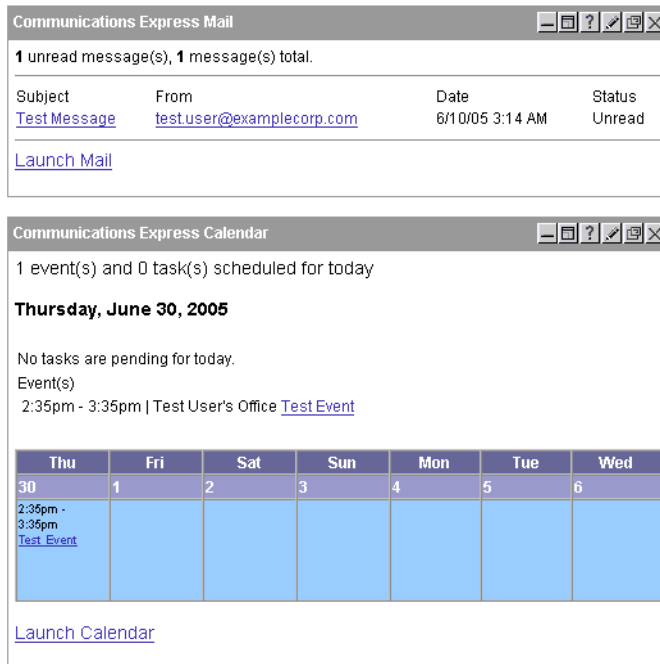 Communications Express Mail
1 unread message(s), 1 message(s) total.
Subject From Date Status
Test Message test.user@examplecorp.com 6/10/05 3:14 AM Unread
Launch Mail
Communications Express Calendar
1 event(s) and 0 task(s) scheduled for today
Thursday, June 30, 2005
No tasks are pending for today.
Event(s)
2:35pm - 3:35pm | Test User's Office Test Event
Thu Fri Sat Sun Mon Tue Wed
30 1 2 3 4 5 6
2:35pm -
3:35pm
Test Event
Launch Calendar